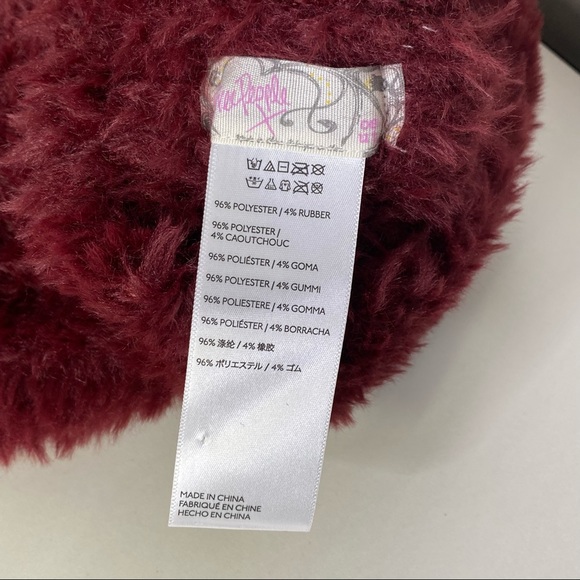 People
OS
96% POLYESTER / 4% RUBBER
96% POLYESTER /
4% CAOUTCHOUC
96% POLIÉSTER / 4% GOMA
96% POLYESTER / 4% GUMMI
96% POLIESTERE / 4% GOMMA
96% POLIÉSTER / 4% BORRACHA
96% 涤纶 / 4% 橡胶
96% ポリエステル / 4% ゴム
MADE IN CHINA
FABRIQUÉ EN CHINE
HECHO EN CHINA